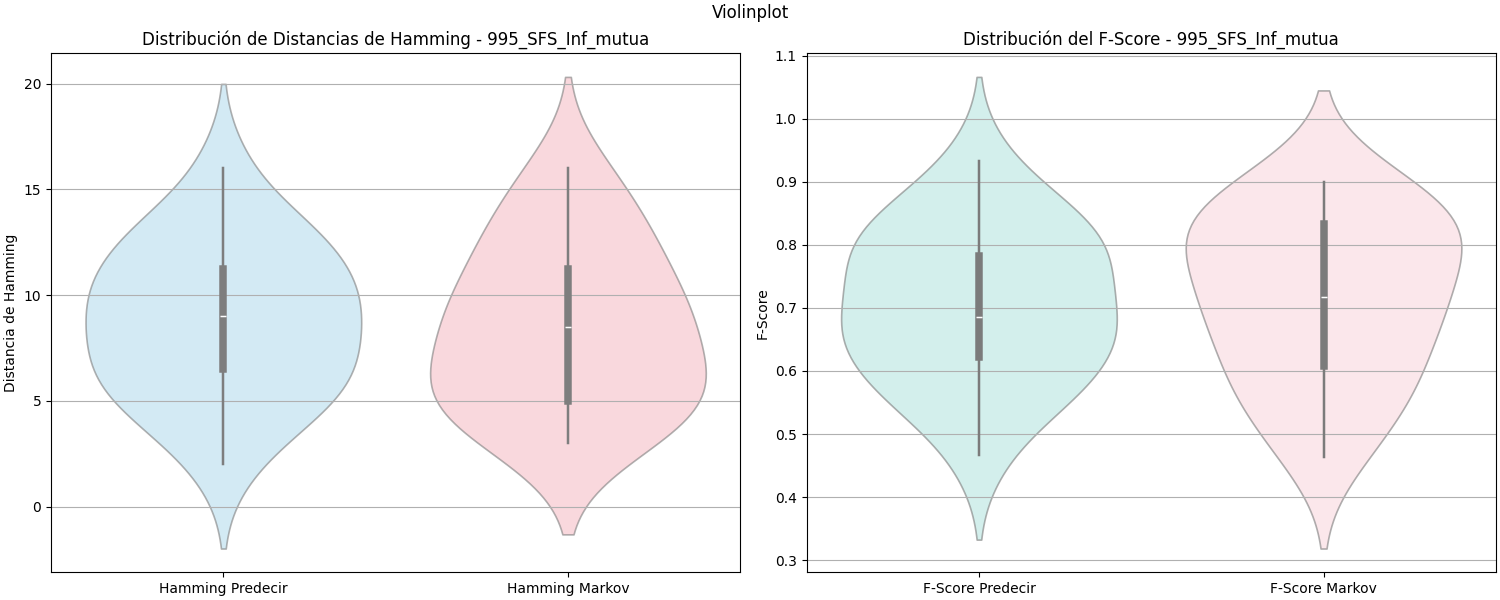 Violinplot
Distribución de Distancias de Hamming - 995_SFS_Inf_mutua
Distancia de Hamming
20
15
10
5
0
Hamming Predecir
Hamming Markov
Distribución del F-Score - 995_SFS_Inf_mutua
F-Score
1.1
1.0
0.9
0.8
0.7
0.6
0.5
0.4
0.3
F-Score Predecir
F-Score Markov